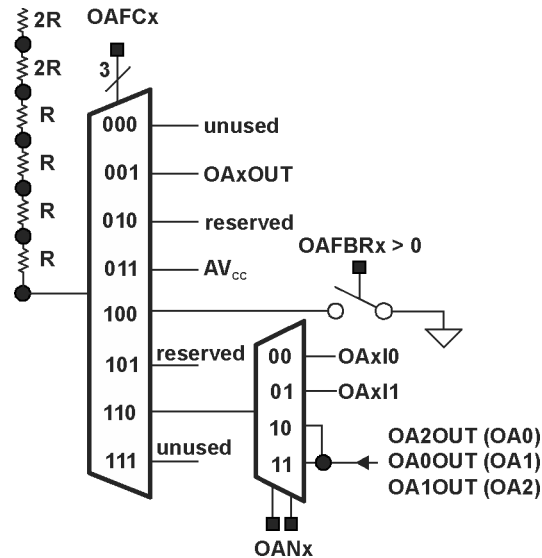 OAFCx
2R
3
2R
R
R
R
R
000 unused
001 OAxOUT
010 reserved
OAFBRx > 0
011 AVcc
100
101 reserved
00 OAxI0
01 OAxI1
110
10
OA2OUT (OA0)
11 OA0OUT (OA1)
OA1OUT (OA2)
111 unused
OANx